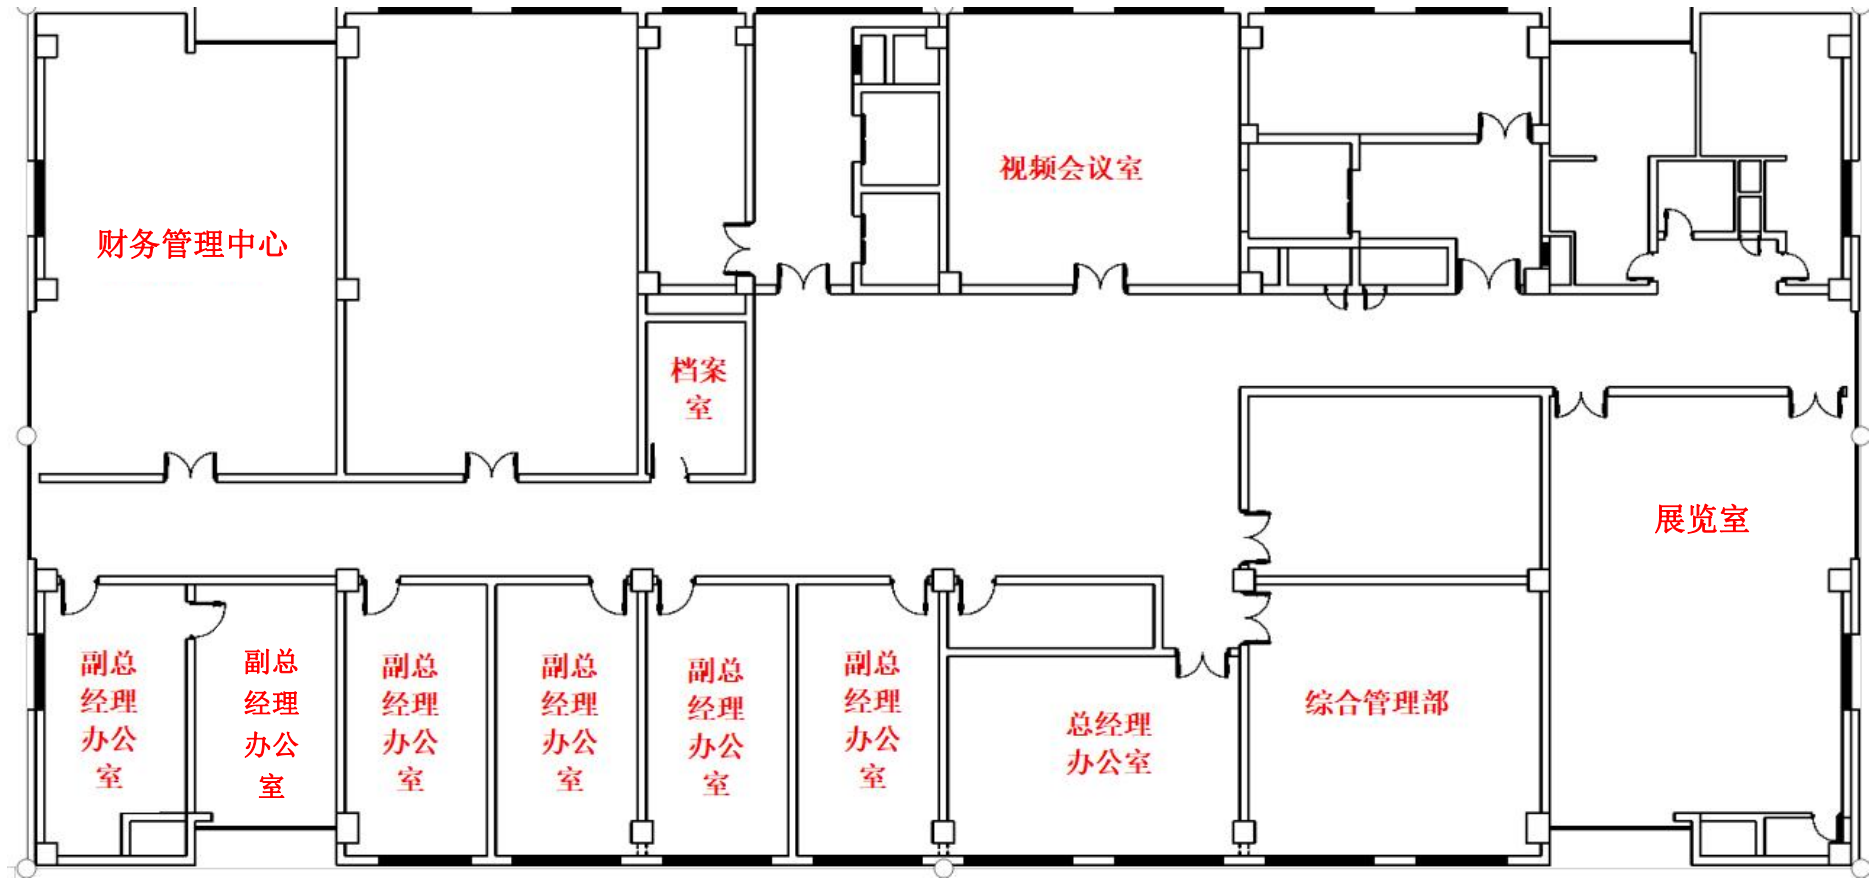 视频会议室
财务管理中心
档案
室
展览室
副总
经理
办公
室
副总
经理
办公
室
副总
经理
办公
室
副总
经理
办公
室
副总
经理
办公
室
副总
经理
办公
室
总经理
办公室
综合管理部